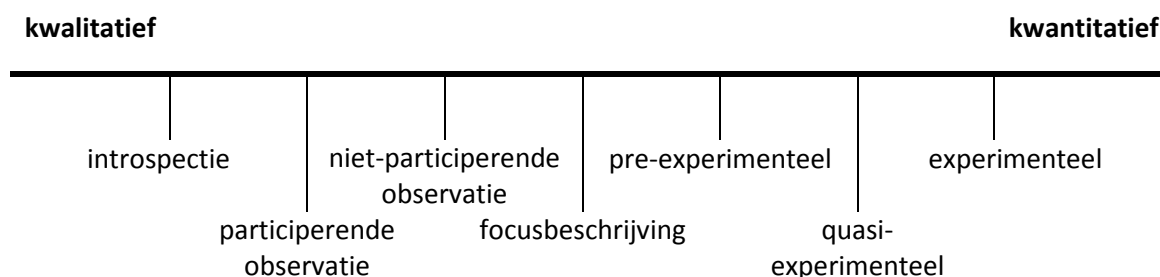 kwalitatief
kwantitatief
introspectie
participerende
observatie
niet-participerende
observatie
focusbeschrijving
pre-experimenteel
quasi-
experimenteel
experimenteel